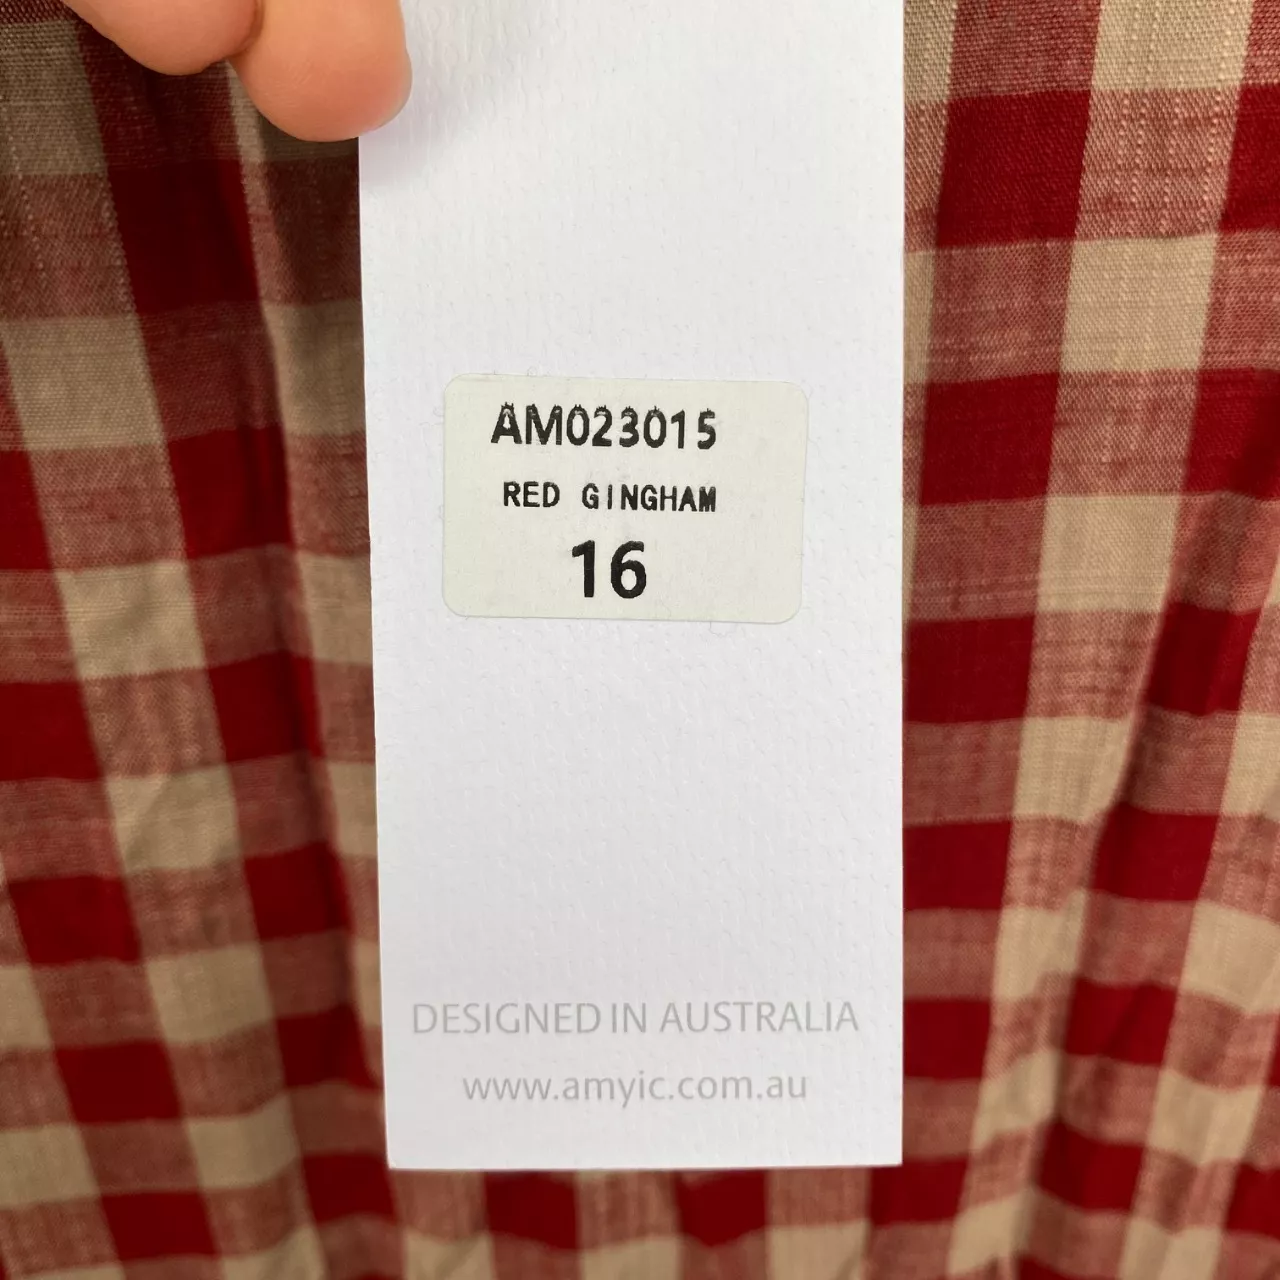 AM023015
RED GINGHAM
16
DESIGNED IN AUSTRALIA
www.amyic.com.au